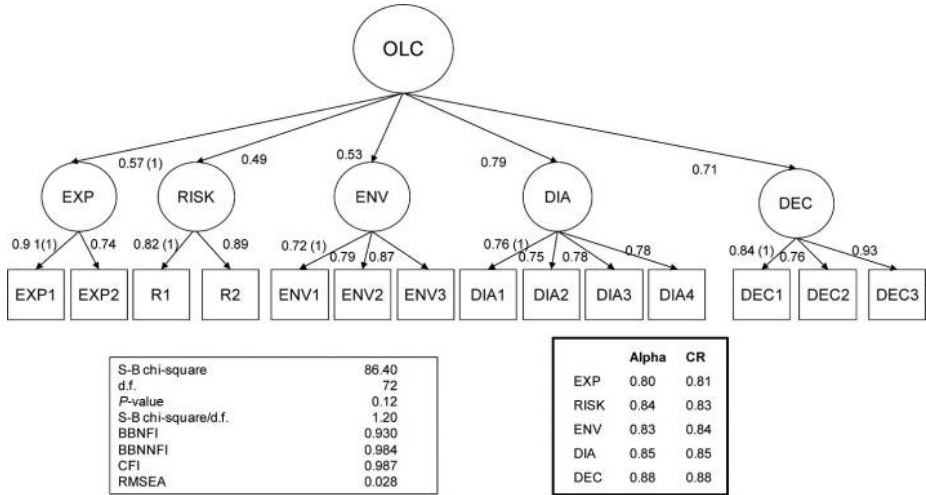 OLC
0.57 (1) 0.49 0.53 0.79 0.71
EXP RISK ENV DIA DEC
0.9 1(1) 0.74 0.82 (1) 0.89 0.72 (1) 0.79 0.87 0.76 (1) 0.75 0.78 0.78 0.84 (1) 0.76 0.93
EXP1 EXP2 R1 R2 ENV1 ENV2 ENV3 DIA1 DIA2 DIA3 DIA4 DEC1 DEC2 DEC3
S-B chi-square 86.40
d.f. 72
P-value 0.12
S-B chi-square/d.f. 1.20
BBNFI 0.930
BBNNFI 0.984
CFI 0.987
RMSEA 0.028
Alpha CR
EXP 0.80 0.81
RISK 0.84 0.83
ENV 0.83 0.84
DIA 0.85 0.85
DEC 0.88 0.88